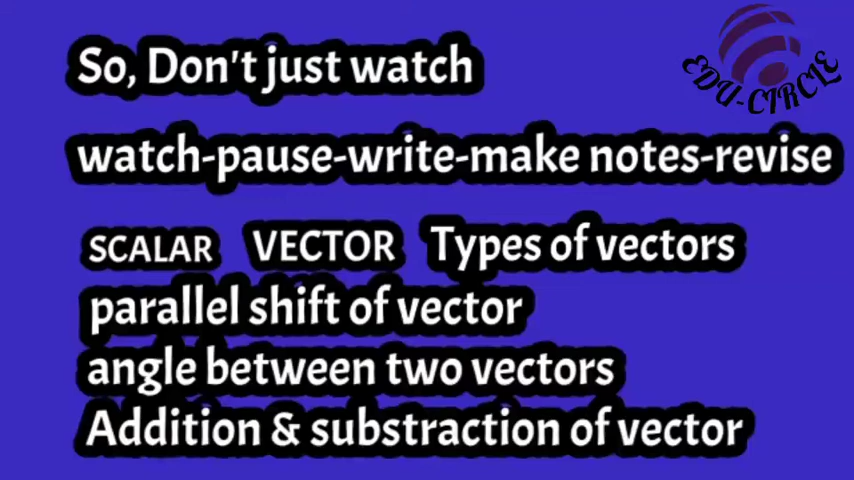 So, Don't just watch
EDU-CIRCLE
watch-pause-write-make notes-revise
SCALAR VECTOR Types of vectors
parallel shift of vector
angle between two vectors
Addition & substraction of vector